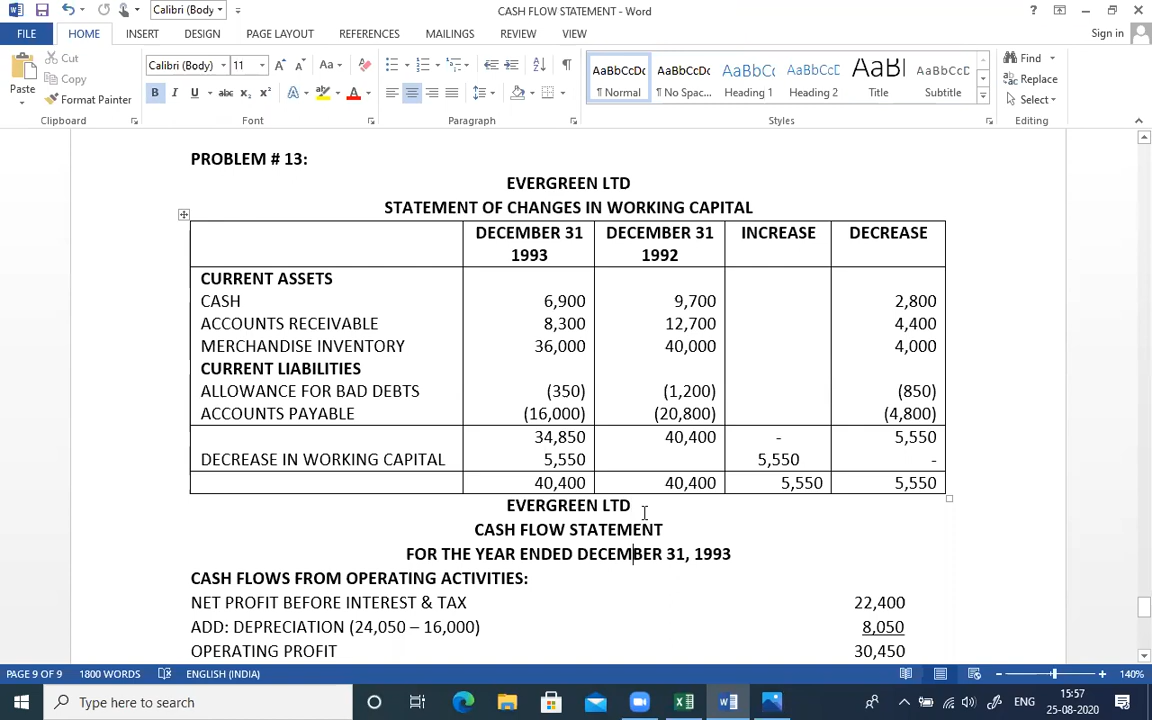 Calibri (Body
CASH FLOW STATEMENT - Word
FILE HOME INSERT DESIGN PAGE LAYOUT REFERENCES MAILINGS REVIEW VIEW Sign in
Cut
Copy
Format Painter
Paste
Calibri (Body) 11
AaBbCcDc AaBbCcDc AaBbCc AaBbCcD AaBl AaBbCcD
¶ Normal ¶ No Spac... Heading 1 Heading 2 Title Subtitle
Find
Replace
Select
Clipboard Font Paragraph Styles Editing
PROBLEM # 13:
EVERGREEN LTD
STATEMENT OF CHANGES IN WORKING CAPITAL
DECEMBER 31 1993 DECEMBER 31 1992 INCREASE DECREASE
CURRENT ASSETS
CASH 6,900 9,700 2,800
ACCOUNTS RECEIVABLE 8,300 12,700 4,400
MERCHANDISE INVENTORY 36,000 40,000 4,000
CURRENT LIABILITIES
ALLOWANCE FOR BAD DEBTS (350) (1,200) (850)
ACCOUNTS PAYABLE (16,000) (20,800) (4,800)
34,850 40,400 - 5,550
DECREASE IN WORKING CAPITAL 5,550 5,550 -
40,400 40,400 5,550 5,550
EVERGREEN LTD
CASH FLOW STATEMENT
FOR THE YEAR ENDED DECEMBER 31, 1993
CASH FLOWS FROM OPERATING ACTIVITIES:
NET PROFIT BEFORE INTEREST & TAX 22,400
ADD: DEPRECIATION (24,050 – 16,000) 8,050
OPERATING PROFIT 30,450
PAGE 9 OF 9 1800 WORDS ENGLISH (INDIA) 140%
Type here to search ENG 15:57
25-08-2020